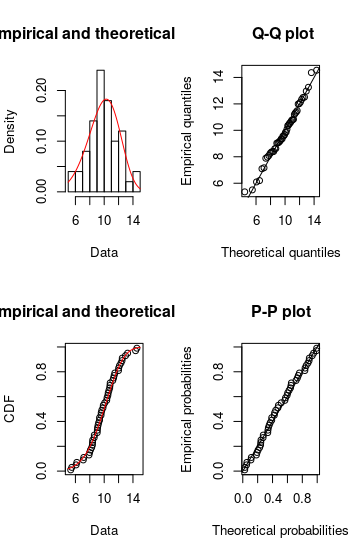 mpirical and theoretical
Density
0.00 0.10 0.20
6 10 14
Data
Q-Q plot
Empirical quantiles
6 8 10 12 14
6 10 14
Theoretical quantiles
mpirical and theoretical
CDF
0.0 0.4 0.8
6 10 14
Data
P-P plot
Empirical probabilities
0.0 0.4 0.8
0.0 0.4 0.8
Theoretical probabilities